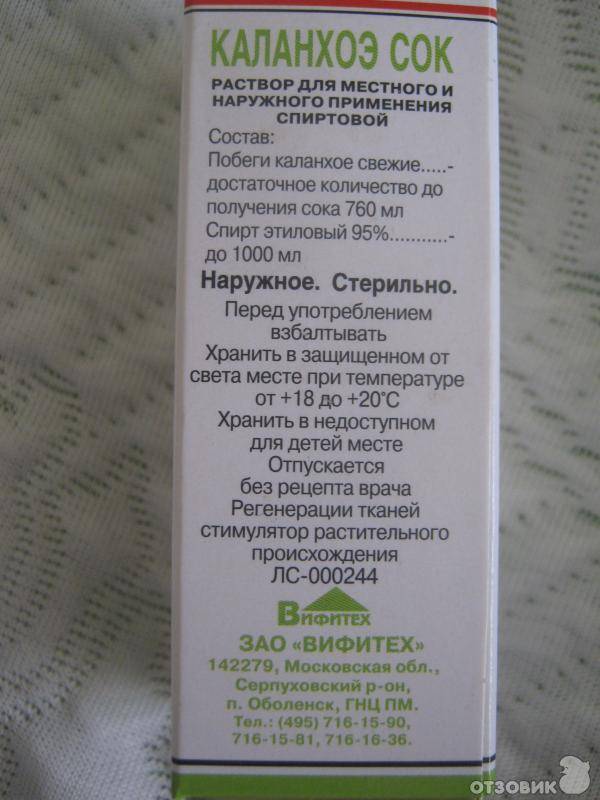 КАЛАНХОЭ СОК
РАСТВОР ДЛЯ МЕСТНОГО И
НАРУЖНОГО ПРИМЕНЕНИЯ
СПИРТОВОЙ
Состав:
Побеги каланхое свежие.....-
достаточное количество до
получения сока 760 мл
Спирт этиловый 95%..........-
до 1000 мл
Наружное. Стерильно.
Перед употреблением
взбалтывать
Хранить в защищенном от
света месте при температуре
от +18 до +20°С
Хранить в недоступном
для детей месте
Отпускается
без рецепта врача
Регенерации тканей
стимулятор растительного
происхождения
ЛС-000244
ВИФИТЕХ
ЗАО «ВИФИТЕХ»
142279, Московская обл.,
Серпуховский р-он,
п. Оболенск, ГНЦ ПМ.
Тел.: (495) 716-15-90,
716-15-81, 716-16-36.
отзовик